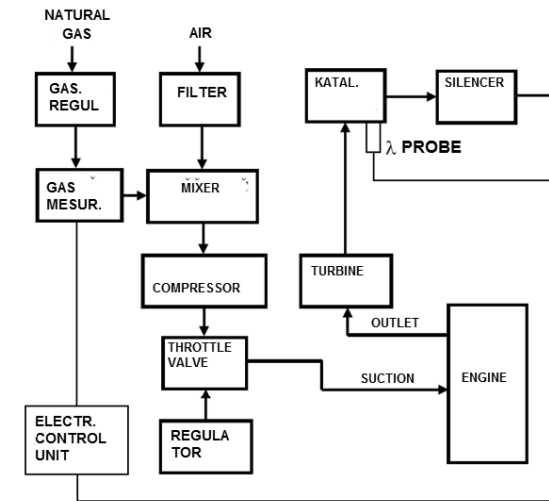 NATURAL
GAS
AIR
GAS.
REGUL
FILTER
KATAL.
SILENCER
λ PROBE
GAS
MESUR.
MIXER
TURBINE
COMPRESSOR
OUTLET
THROTTLE
VALVE
SUCTION
ENGINE
ELECTR.
CONTROL
UNIT
REGULA
TOR